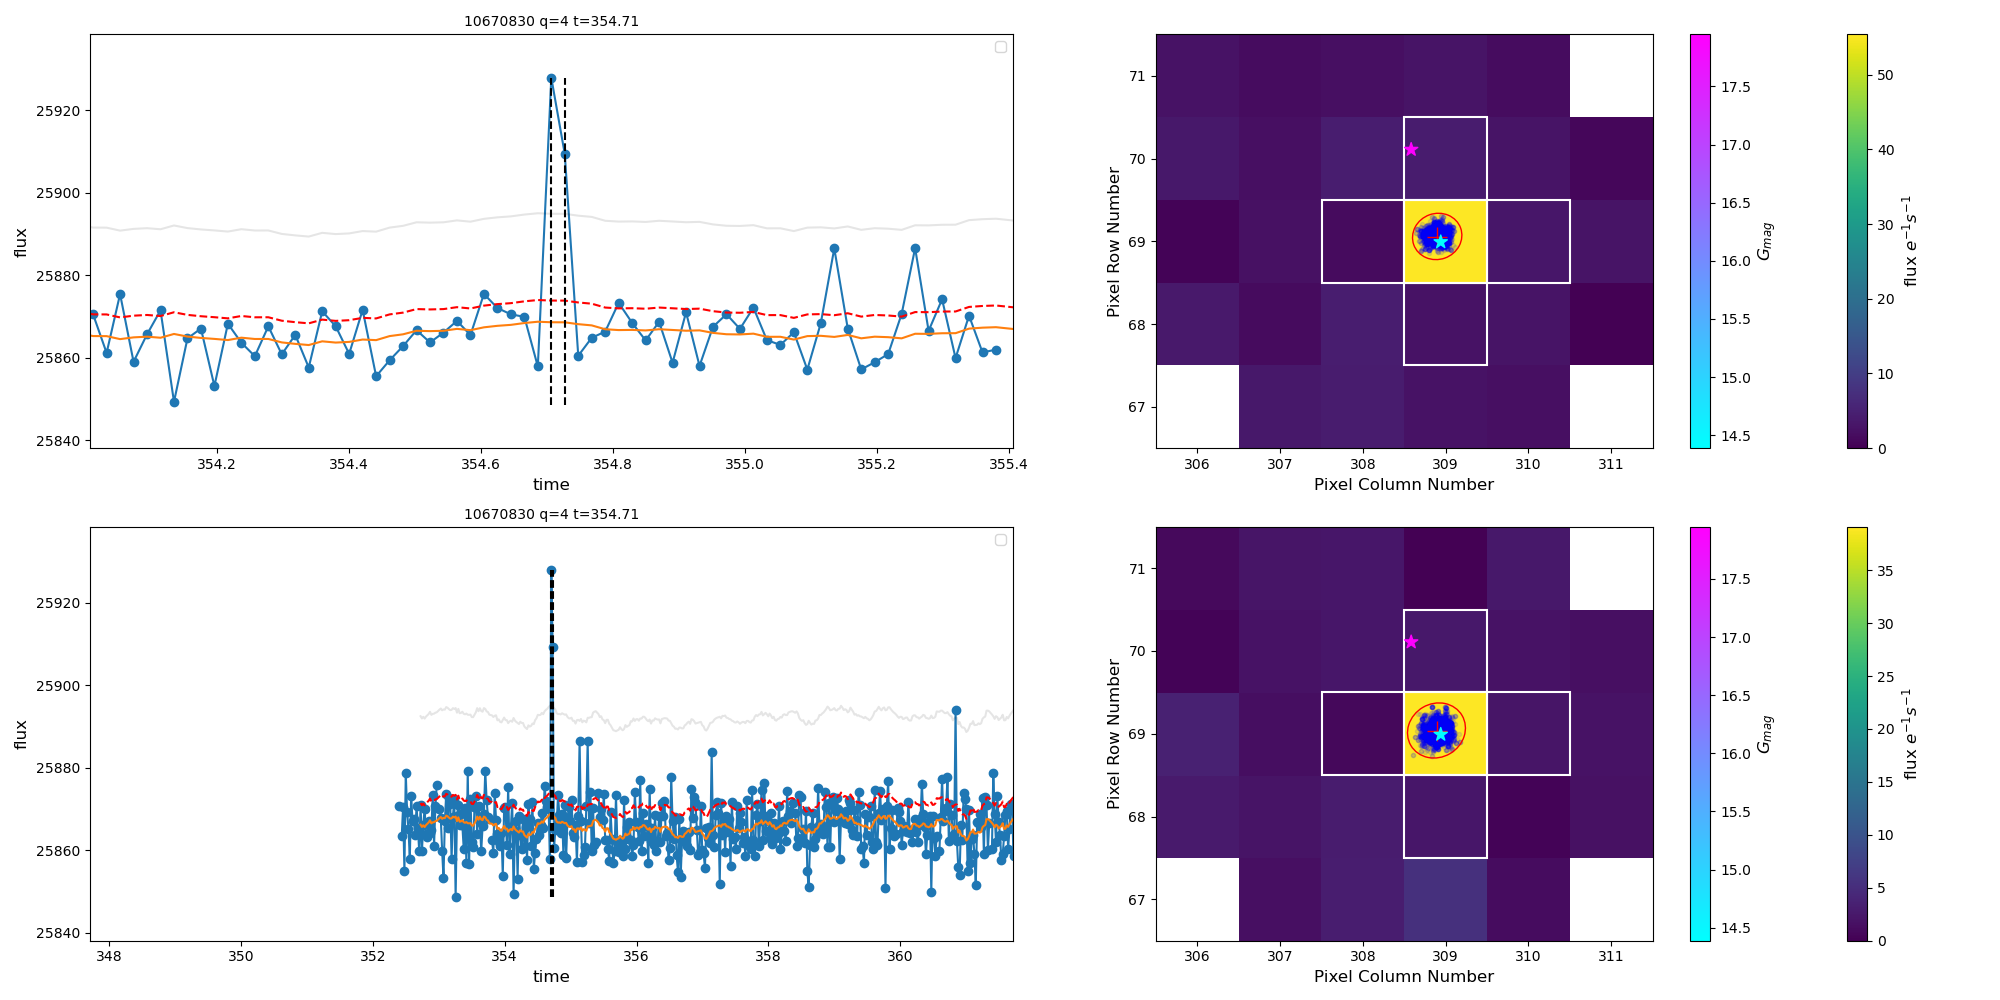 10670830 q=4 t=354.71
flux
25920
25900
25880
25860
25840
354.2 354.4 354.6 354.8 355.0 355.2 355.4
time
Pixel Row Number
71
70
69
68
67
306 307 308 309 310 311
Pixel Column Number
17.5
17.0
16.5
16.0
15.5
15.0
14.5
G_mag
50
40
30
20
10
0
flux e⁻¹s⁻¹
10670830 q=4 t=354.71
flux
25920
25900
25880
25860
25840
348 350 352 354 356 358 360
time
Pixel Row Number
71
70
69
68
67
306 307 308 309 310 311
Pixel Column Number
17.5
17.0
16.5
16.0
15.5
15.0
14.5
G_mag
35
30
25
20
15
10
5
0
flux e⁻¹s⁻¹